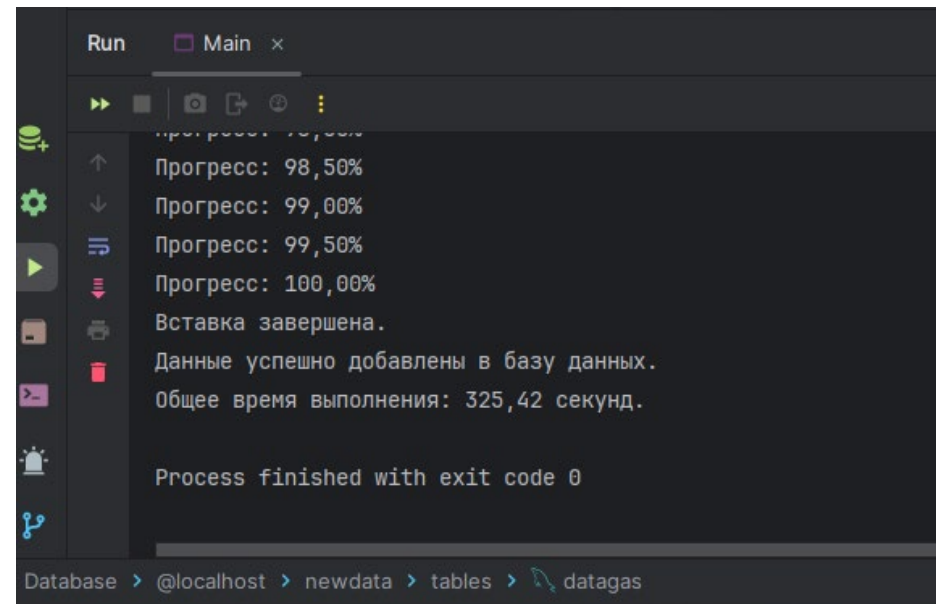 Run Main ×
Прогресс: 98,50%
Прогресс: 99,00%
Прогресс: 99,50%
Прогресс: 100,00%
Вставка завершена.
Данные успешно добавлены в базу данных.
Общее время выполнения: 325,42 секунд.
Process finished with exit code 0
Database > @localhost > newdata > tables > datagas